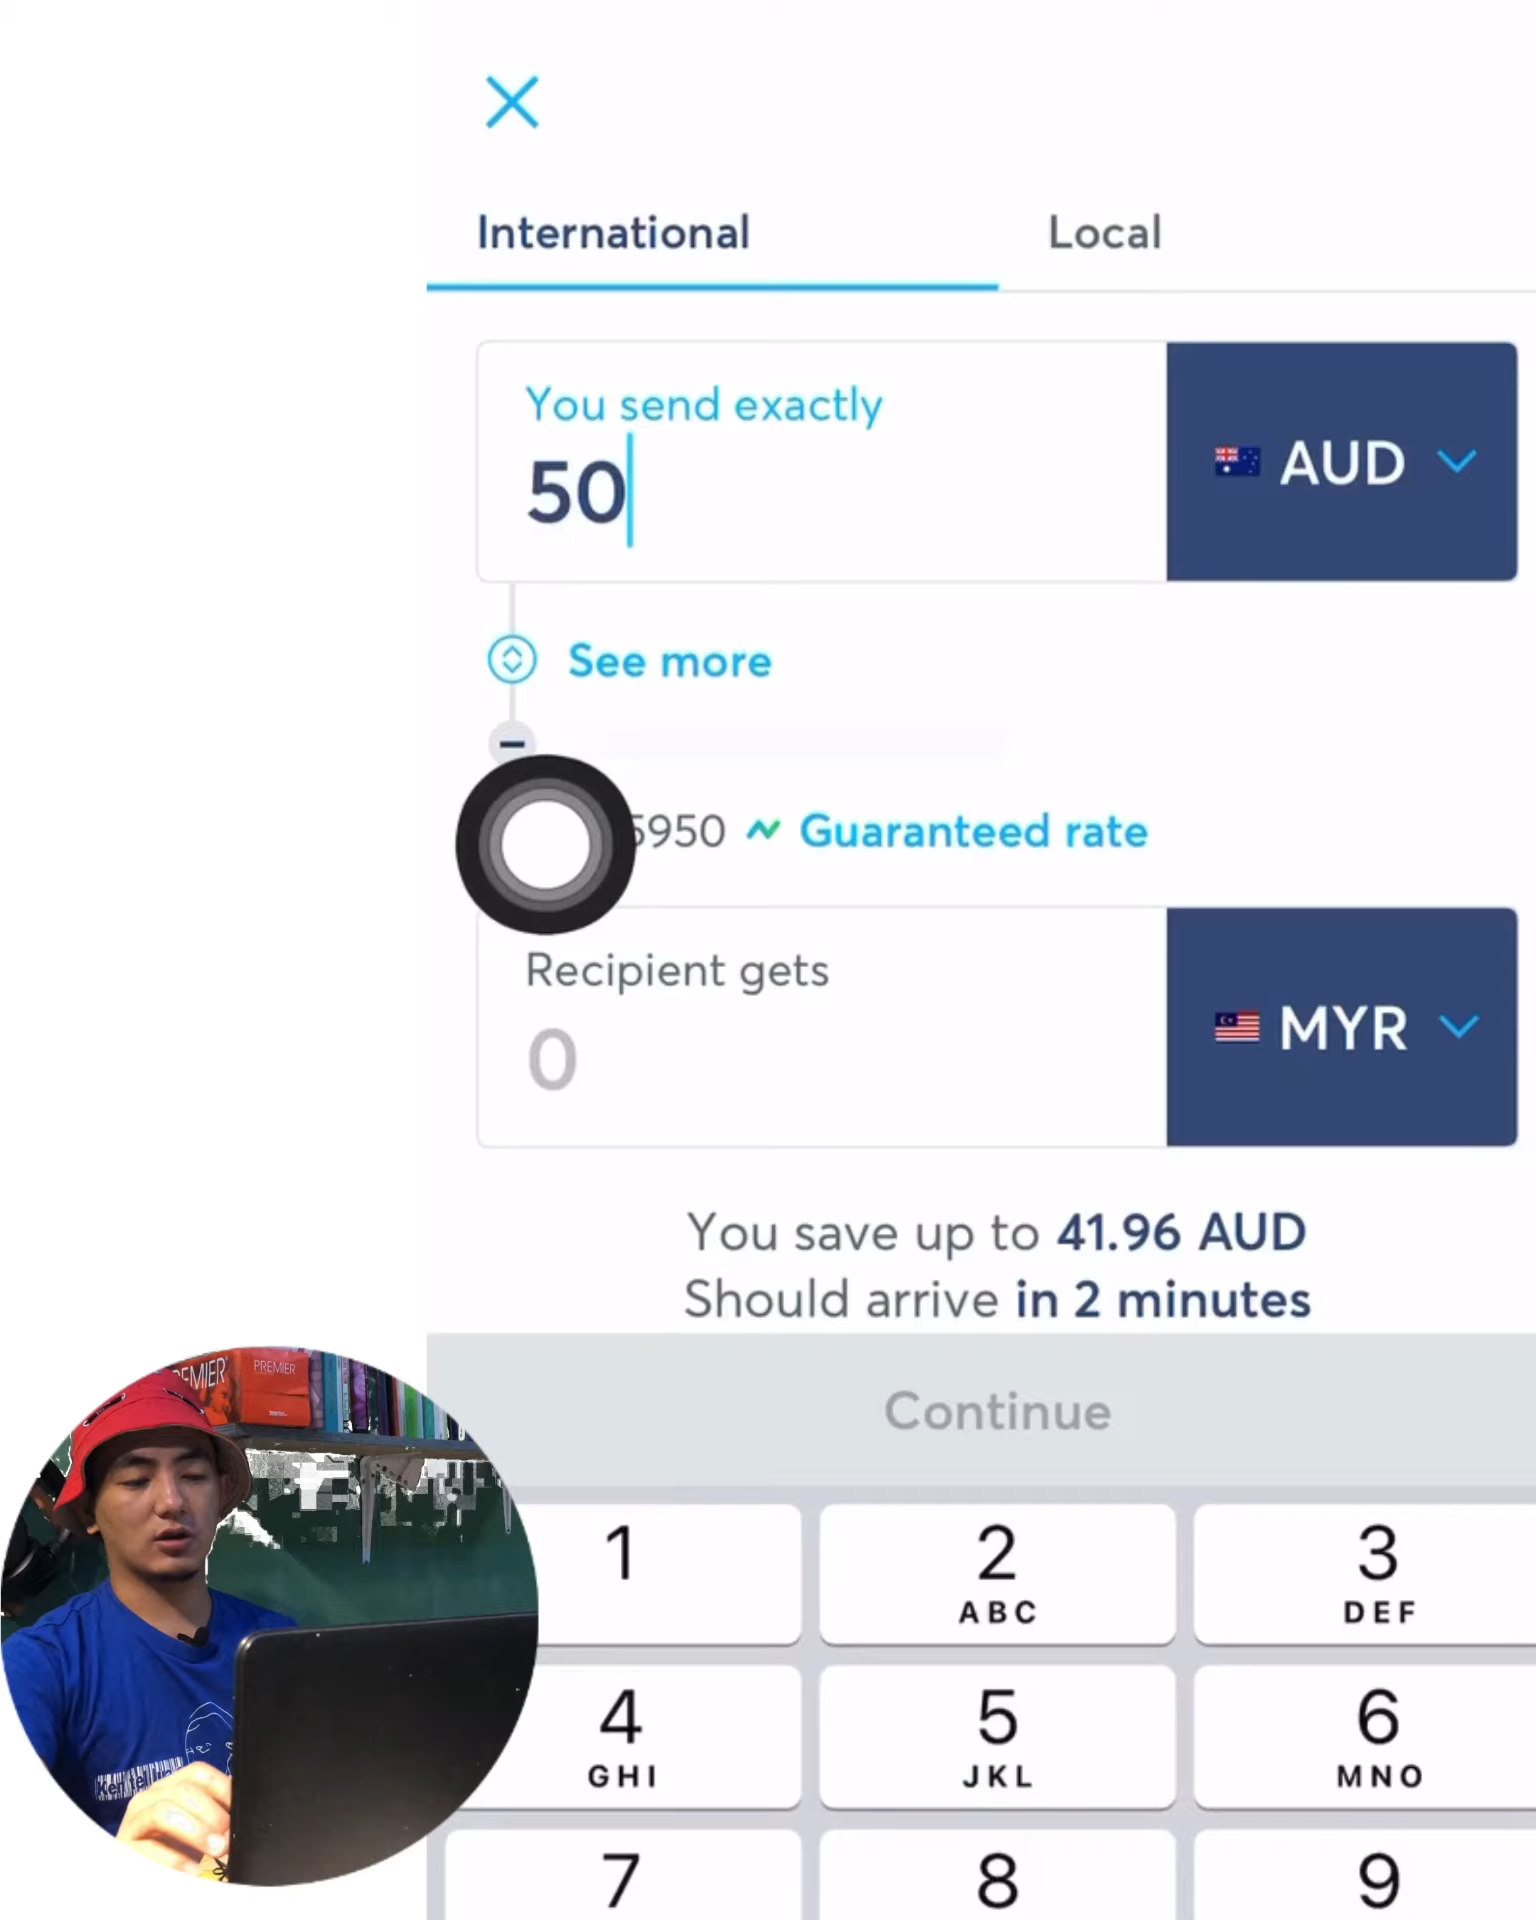 International
Local
You send exactly
50
AUD
See more
5950
Guaranteed rate
Recipient gets
0
MYR
You save up to 41.96 AUD
Should arrive in 2 minutes
Continue
1
2
ABC
3
DEF
4
GHI
5
JKL
6
MNO
7
8
9
PREMIER